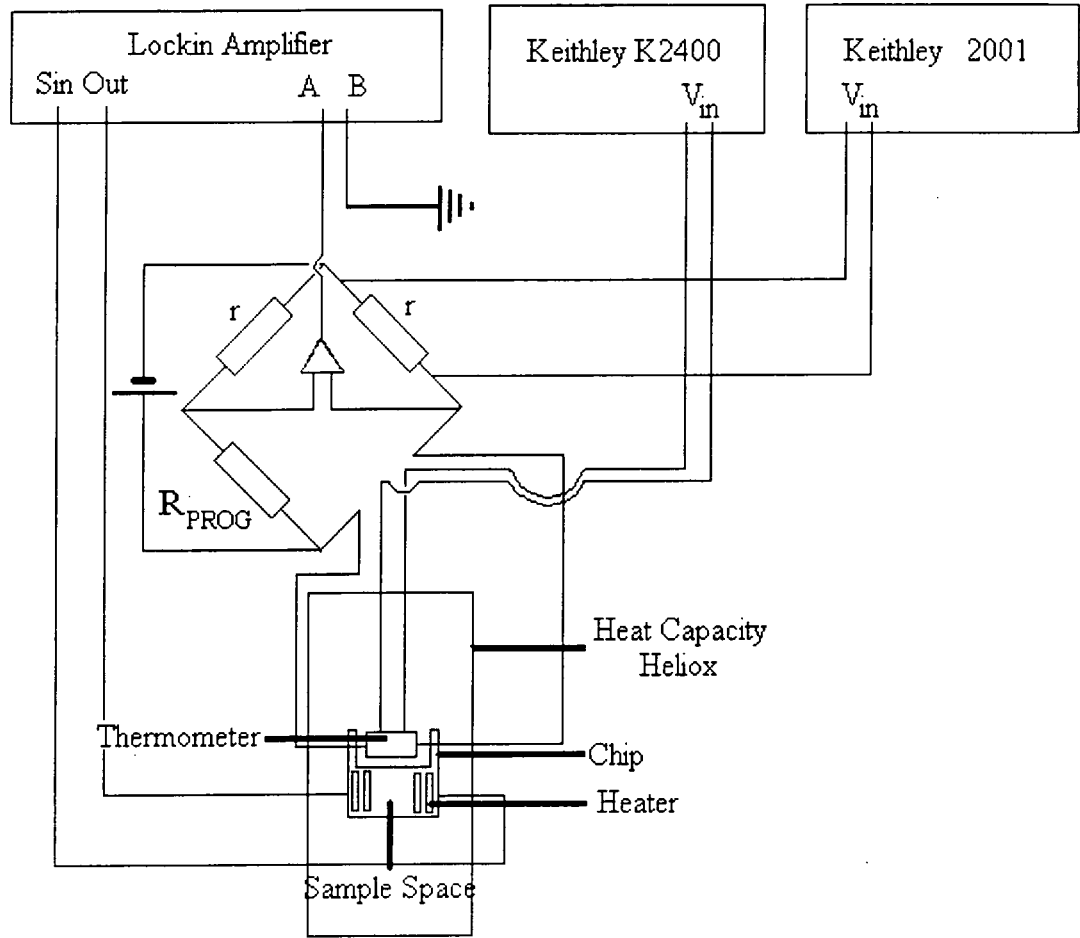 Lockin Amplifier
Sin Out
A
B
Keithley K2400
Vin
Keithley 2001
Vin
r
r
RPROG
Heat Capacity
Heliox
Thermometer
Chip
Heater
Sample Space